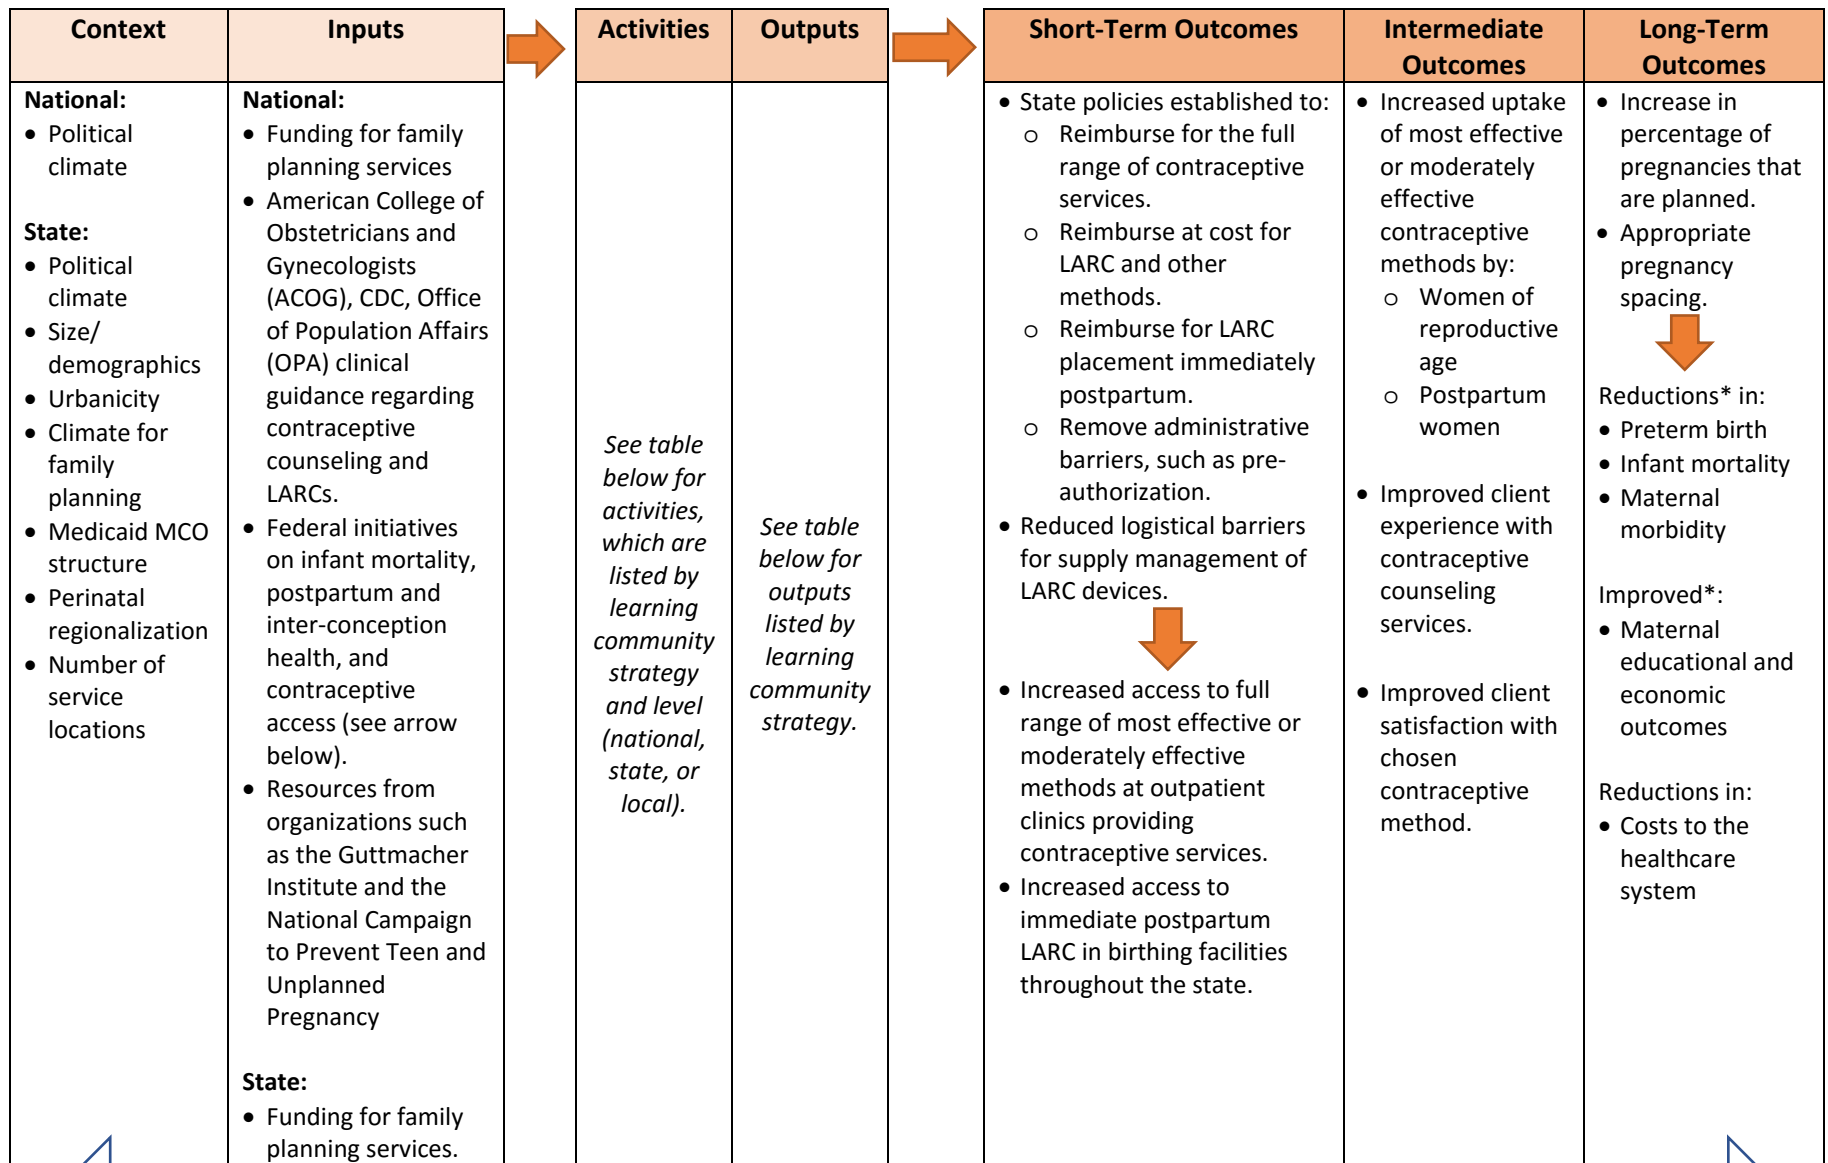 Context
National:
• Political
climate
State:
• Political
climate
• Size/
demographics
• Urbanicity
• Climate for
family
planning
• Medicaid MCO
structure
• Perinatal
regionalization
• Number of
service
locations
Inputs
National:
• Funding for family
planning services
• American College of
Obstetricians and
Gynecologists
(ACOG), CDC, Office
of Population Affairs
(OPA) clinical
guidance regarding
contraceptive
counseling and
LARCs.
• Federal initiatives
on infant mortality,
postpartum and
inter-conception
health, and
contraceptive
access (see arrow
below).
• Resources from
organizations such
as the Guttmacher
Institute and the
National Campaign
to Prevent Teen and
Unplanned
Pregnancy
State:
• Funding for family
planning services.
Activities
See table
below for
activities,
which are
listed by
learning
community
strategy
and level
(national,
state, or
local).
Outputs
See table
below for
outputs
listed by
learning
community
strategy.
Short-Term Outcomes
• State policies established to:
o Reimburse for the full
range of contraceptive
services.
o Reimburse at cost for
LARC and other
methods.
o Reimburse for LARC
placement immediately
postpartum.
o Remove administrative
barriers, such as pre-
authorization.
• Reduced logistical barriers
for supply management of
LARC devices.
• Increased access to full
range of most effective or
moderately effective
methods at outpatient
clinics providing
contraceptive services.
• Increased access to
immediate postpartum
LARC in birthing facilities
throughout the state.
Intermediate
Outcomes
• Increased uptake
of most effective
or moderately
effective
contraceptive
methods by:
o Women of
reproductive
age
o Postpartum
women
• Improved client
experience with
contraceptive
counseling
services.
• Improved client
satisfaction with
chosen
contraceptive
method.
Long-Term
Outcomes
• Increase in
percentage of
pregnancies that
are planned.
• Appropriate
pregnancy
spacing.
Reductions* in:
• Preterm birth
• Infant mortality
• Maternal
morbidity
Improved*:
• Maternal
educational and
economic
outcomes
Reductions in:
• Costs to the
healthcare
system